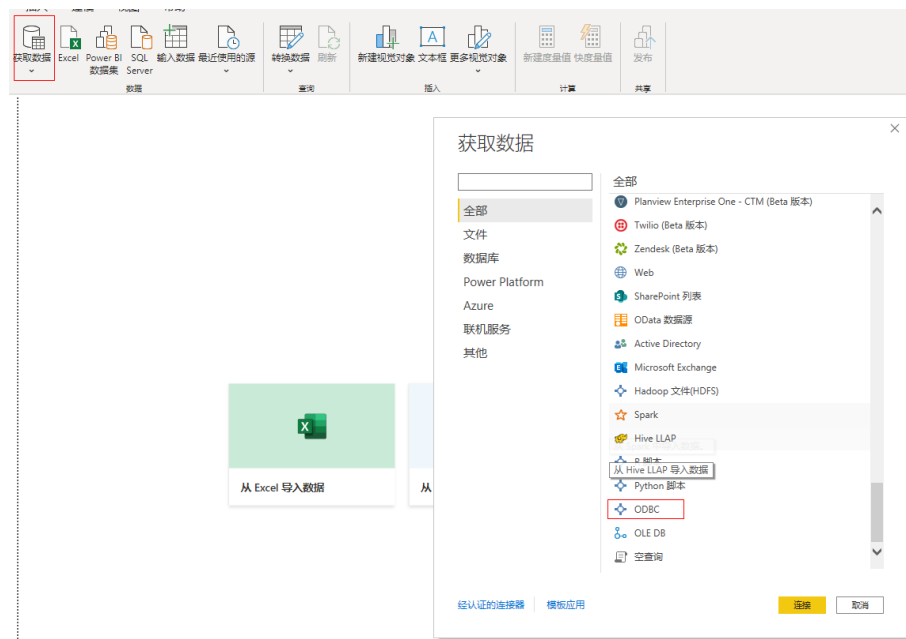 获取数据
Excel
Power BI
数据集
SQL
Server
输入数据
最近使用的源
转换数据
刷新
新建视觉对象
文本框
更多视觉对象
新建度量值
快度量值
发布
数据
查询
插入
计算
共享
获取数据
全部
文件
数据库
Power Platform
Azure
联机服务
其他
全部
Planview Enterprise One - CTM (Beta 版本)
Twilio (Beta 版本)
Zendesk (Beta 版本)
Web
SharePoint 列表
OData 数据源
Active Directory
Microsoft Exchange
Hadoop 文件(HDFS)
Spark
Hive LLAP
从 Hive LLAP 导入数据
Python 脚本
ODBC
OLE DB
空查询
从 Excel 导入数据
从
经认证的连接器
模板应用
连接
取消